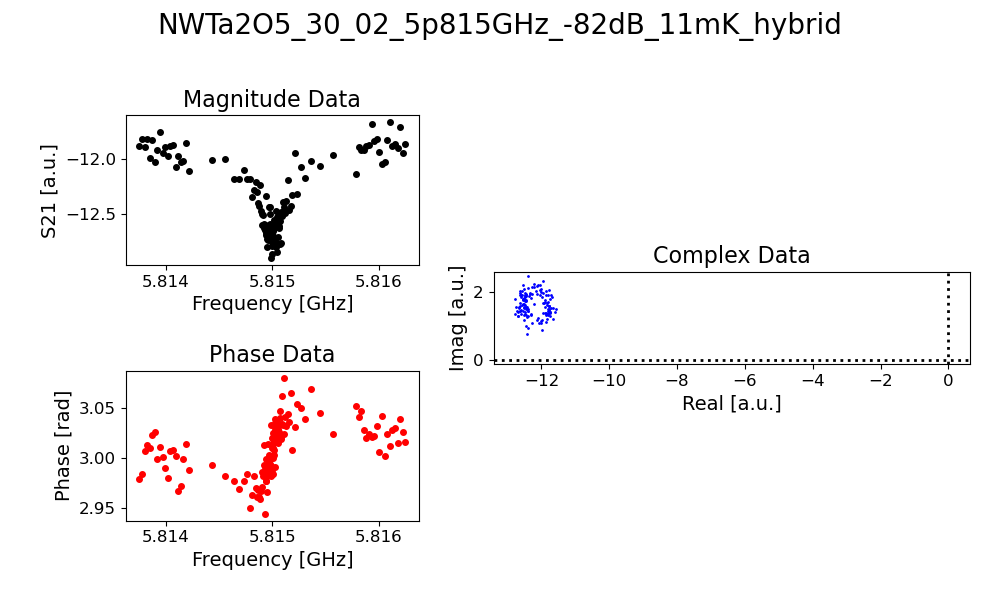 NWTa2O5_30_02_5p815GHz_-82dB_11mK_hybrid
Magnitude Data
S21 [a.u.]
−12.0
−12.5
5.814 5.815 5.816
Frequency [GHz]
Phase Data
Phase [rad]
3.05
3.00
2.95
5.814 5.815 5.816
Frequency [GHz]
Complex Data
Imag [a.u.]
2
0
−12 −10 −8 −6 −4 −2 0
Real [a.u.]